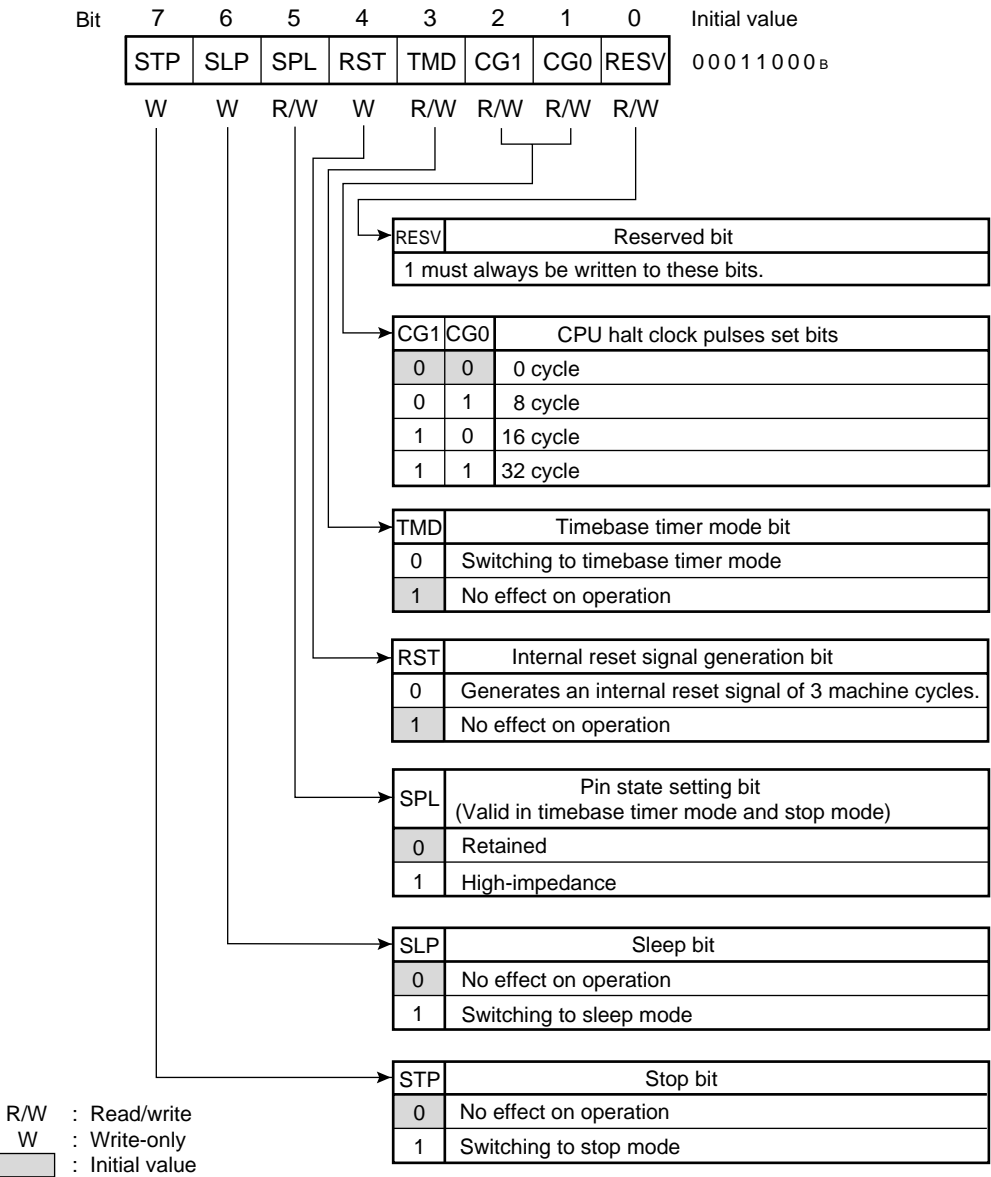 Bit 7 6 5 4 3 2 1 0 Initial value
STP SLP SPL RST TMD CG1 CG0 RESV 00011000B
W W R/W W R/W R/W R/W R/W
RESV Reserved bit
1 must always be written to these bits.
CG1 CG0 CPU halt clock pulses set bits
0 0 0 cycle
0 1 8 cycle
1 0 16 cycle
1 1 32 cycle
TMD Timebase timer mode bit
0 Switching to timebase timer mode
1 No effect on operation
RST Internal reset signal generation bit
0 Generates an internal reset signal of 3 machine cycles.
1 No effect on operation
SPL Pin state setting bit
(Valid in timebase timer mode and stop mode)
0 Retained
1 High-impedance
SLP Sleep bit
0 No effect on operation
1 Switching to sleep mode
STP Stop bit
0 No effect on operation
1 Switching to stop mode
R/W : Read/write
W : Write-only
: Initial value